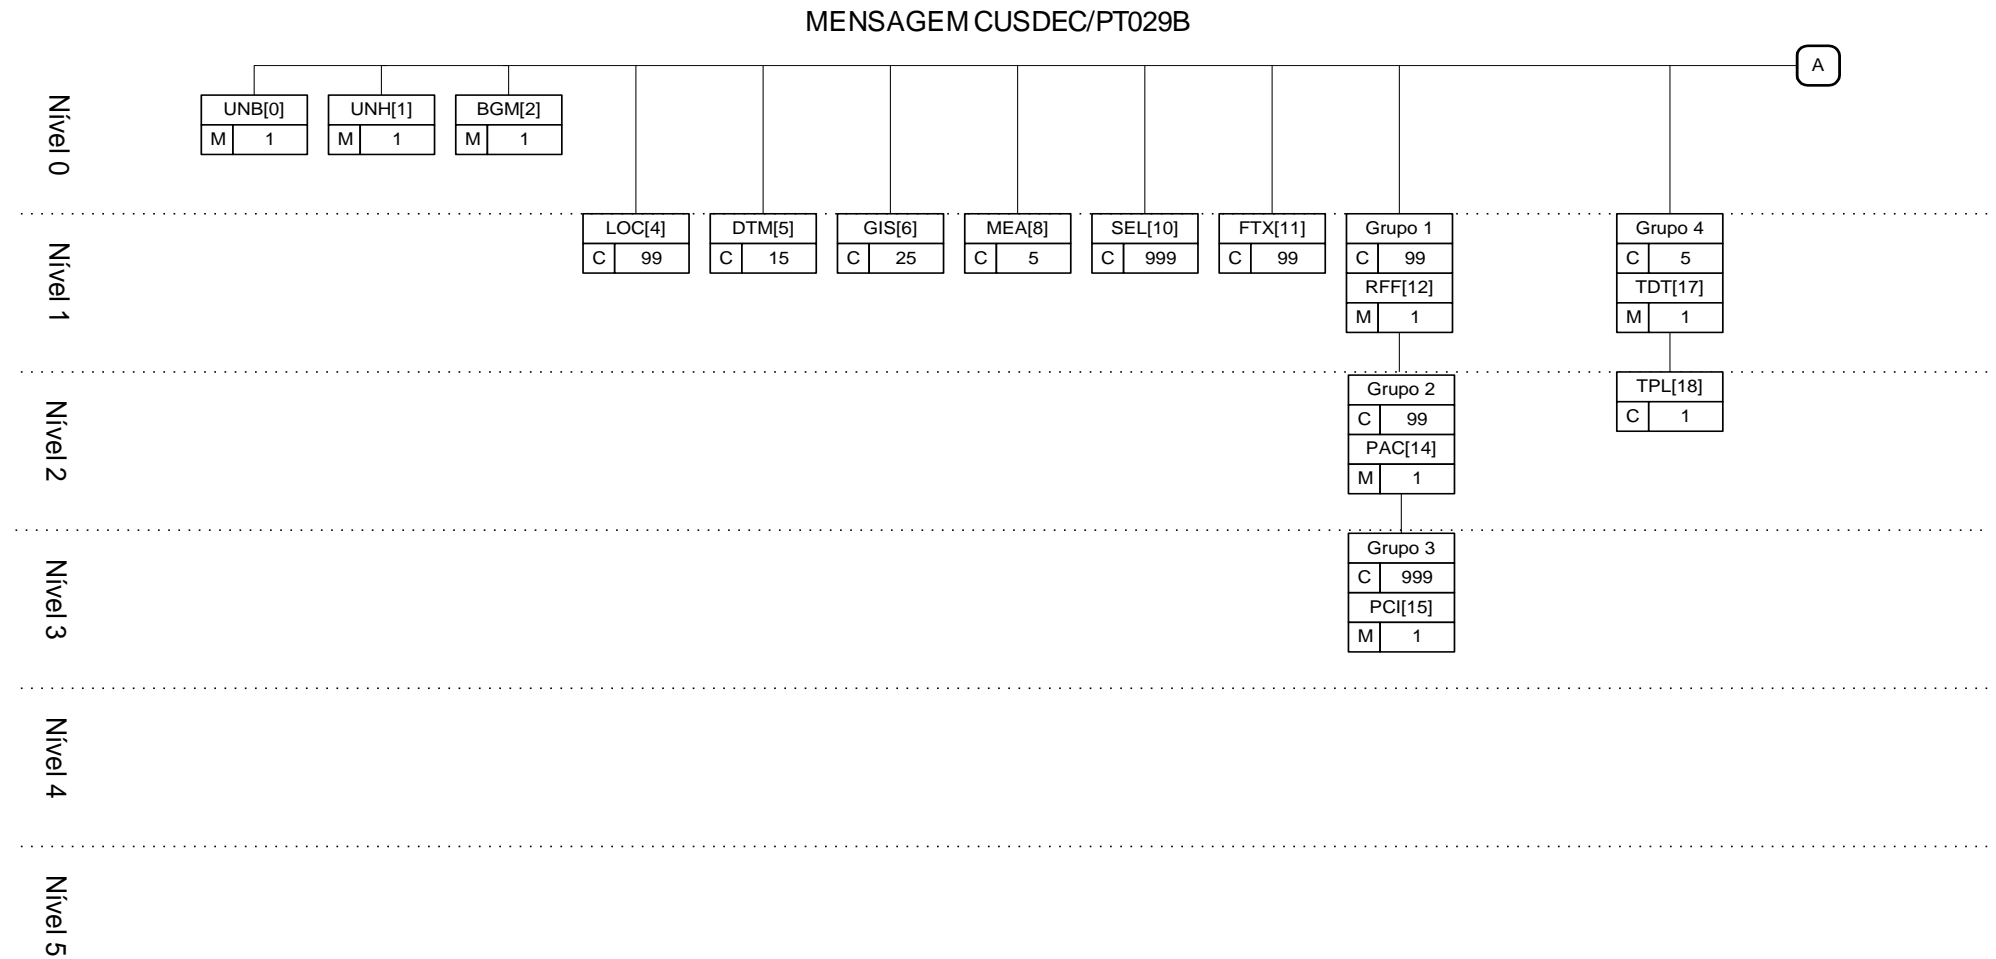 MENSAGEM CUSDEC/PT029B
A
Nível 0
UNB[0] UNH[1] BGM[2]
M 1 M 1 M 1
Nível 1
LOC[4] DTM[5] GIS[6] MEA[8] SEL[10] FTX[11] Grupo 1 Grupo 4
C 99 C 15 C 25 C 5 C 999 C 99 C 99 C 5
RFF[12] TDT[17]
M 1 M 1
Nível 2
Grupo 2 TPL[18]
C 99 C 1
PAC[14]
M 1
Nível 3
Grupo 3
C 999
PCI[15]
M 1
Nível 4
Nível 5